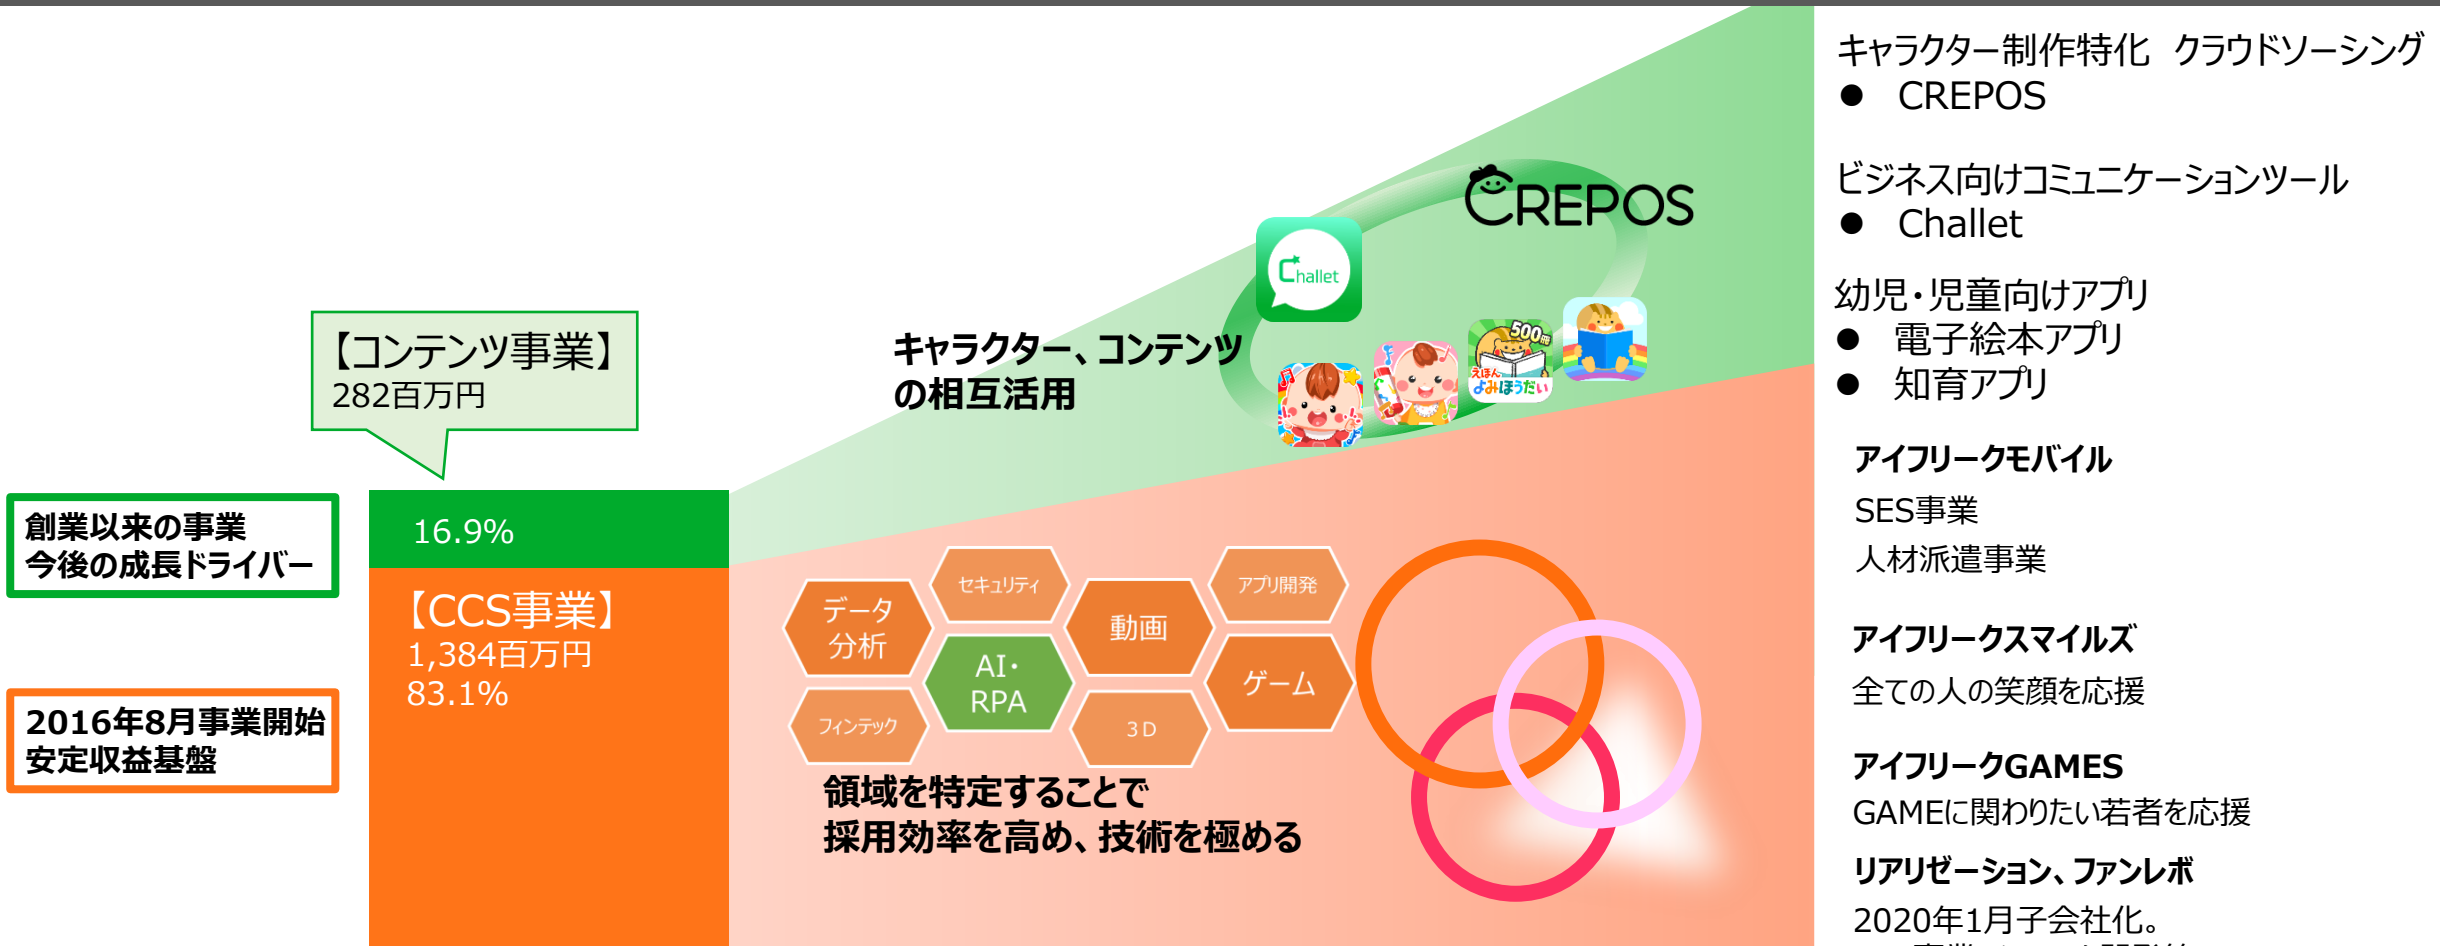 【コンテンツ事業】
282百万円
創業以来の事業
今後の成長ドライバー
16.9%
【CCS事業】
1,384百万円
83.1%
2016年8月事業開始
安定収益基盤
キャラクター、コンテンツ
の相互活用
Challet
CREPOS
500冊
えほん
よみほうだい
データ
分析
セキュリティ
動画
アプリ開発
AI・
RPA
ゲーム
フィンテック
3D
領域を特定することで
採用効率を高め、技術を極める
キャラクター制作特化 クラウドソーシング
● CREPOS
ビジネス向けコミュニケーションツール
● Challet
幼児・児童向けアプリ
● 電子絵本アプリ
● 知育アプリ
アイフリークモバイル
SES事業
人材派遣事業
アイフリークスマイルズ
全ての人の笑顔を応援
アイフリークGAMES
GAMEに関わりたい若者を応援
リアリゼーション、ファンレボ
2020年1月子会社化。